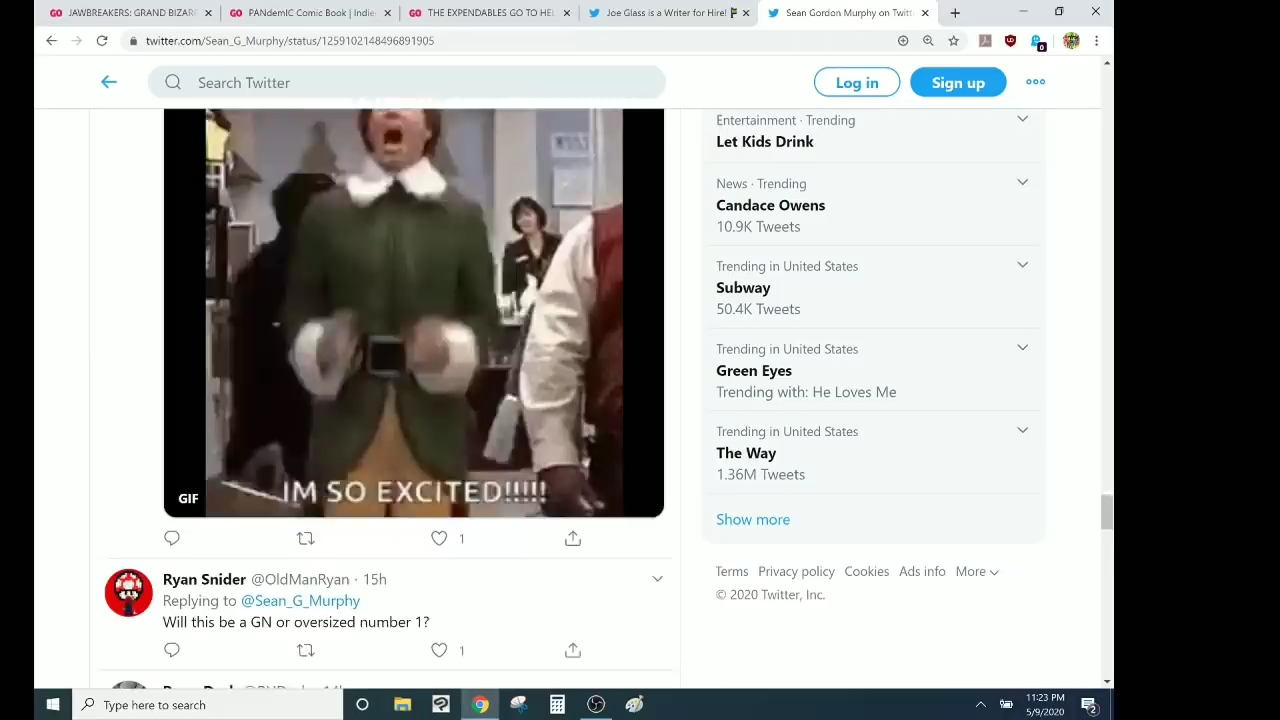 JAWBREAKERS: GRAND BIZARR
PANdemIC Comic Book | Indie
THE EXPENDABLES GO TO HEL
Joe Glass is a Writer for Hire!
Sean Gordon Murphy on Twitt
twitter.com/Sean_G_Murphy/status/1259102148496891905
0
Search Twitter
Log in
Sign up
Entertainment · Trending
Let Kids Drink
News · Trending
Candace Owens
10.9K Tweets
Trending in United States
Subway
50.4K Tweets
Trending in United States
Green Eyes
Trending with: He Loves Me
Trending in United States
The Way
1.36M Tweets
Show more
IM SO EXCITED!!!!!
GIF
1
Ryan Snider @OldManRyan · 15h
Replying to @Sean_G_Murphy
Will this be a GN or oversized number 1?
1
Terms Privacy policy Cookies Ads info More
© 2020 Twitter, Inc.
Type here to search
11:23 PM
5/9/2020
2